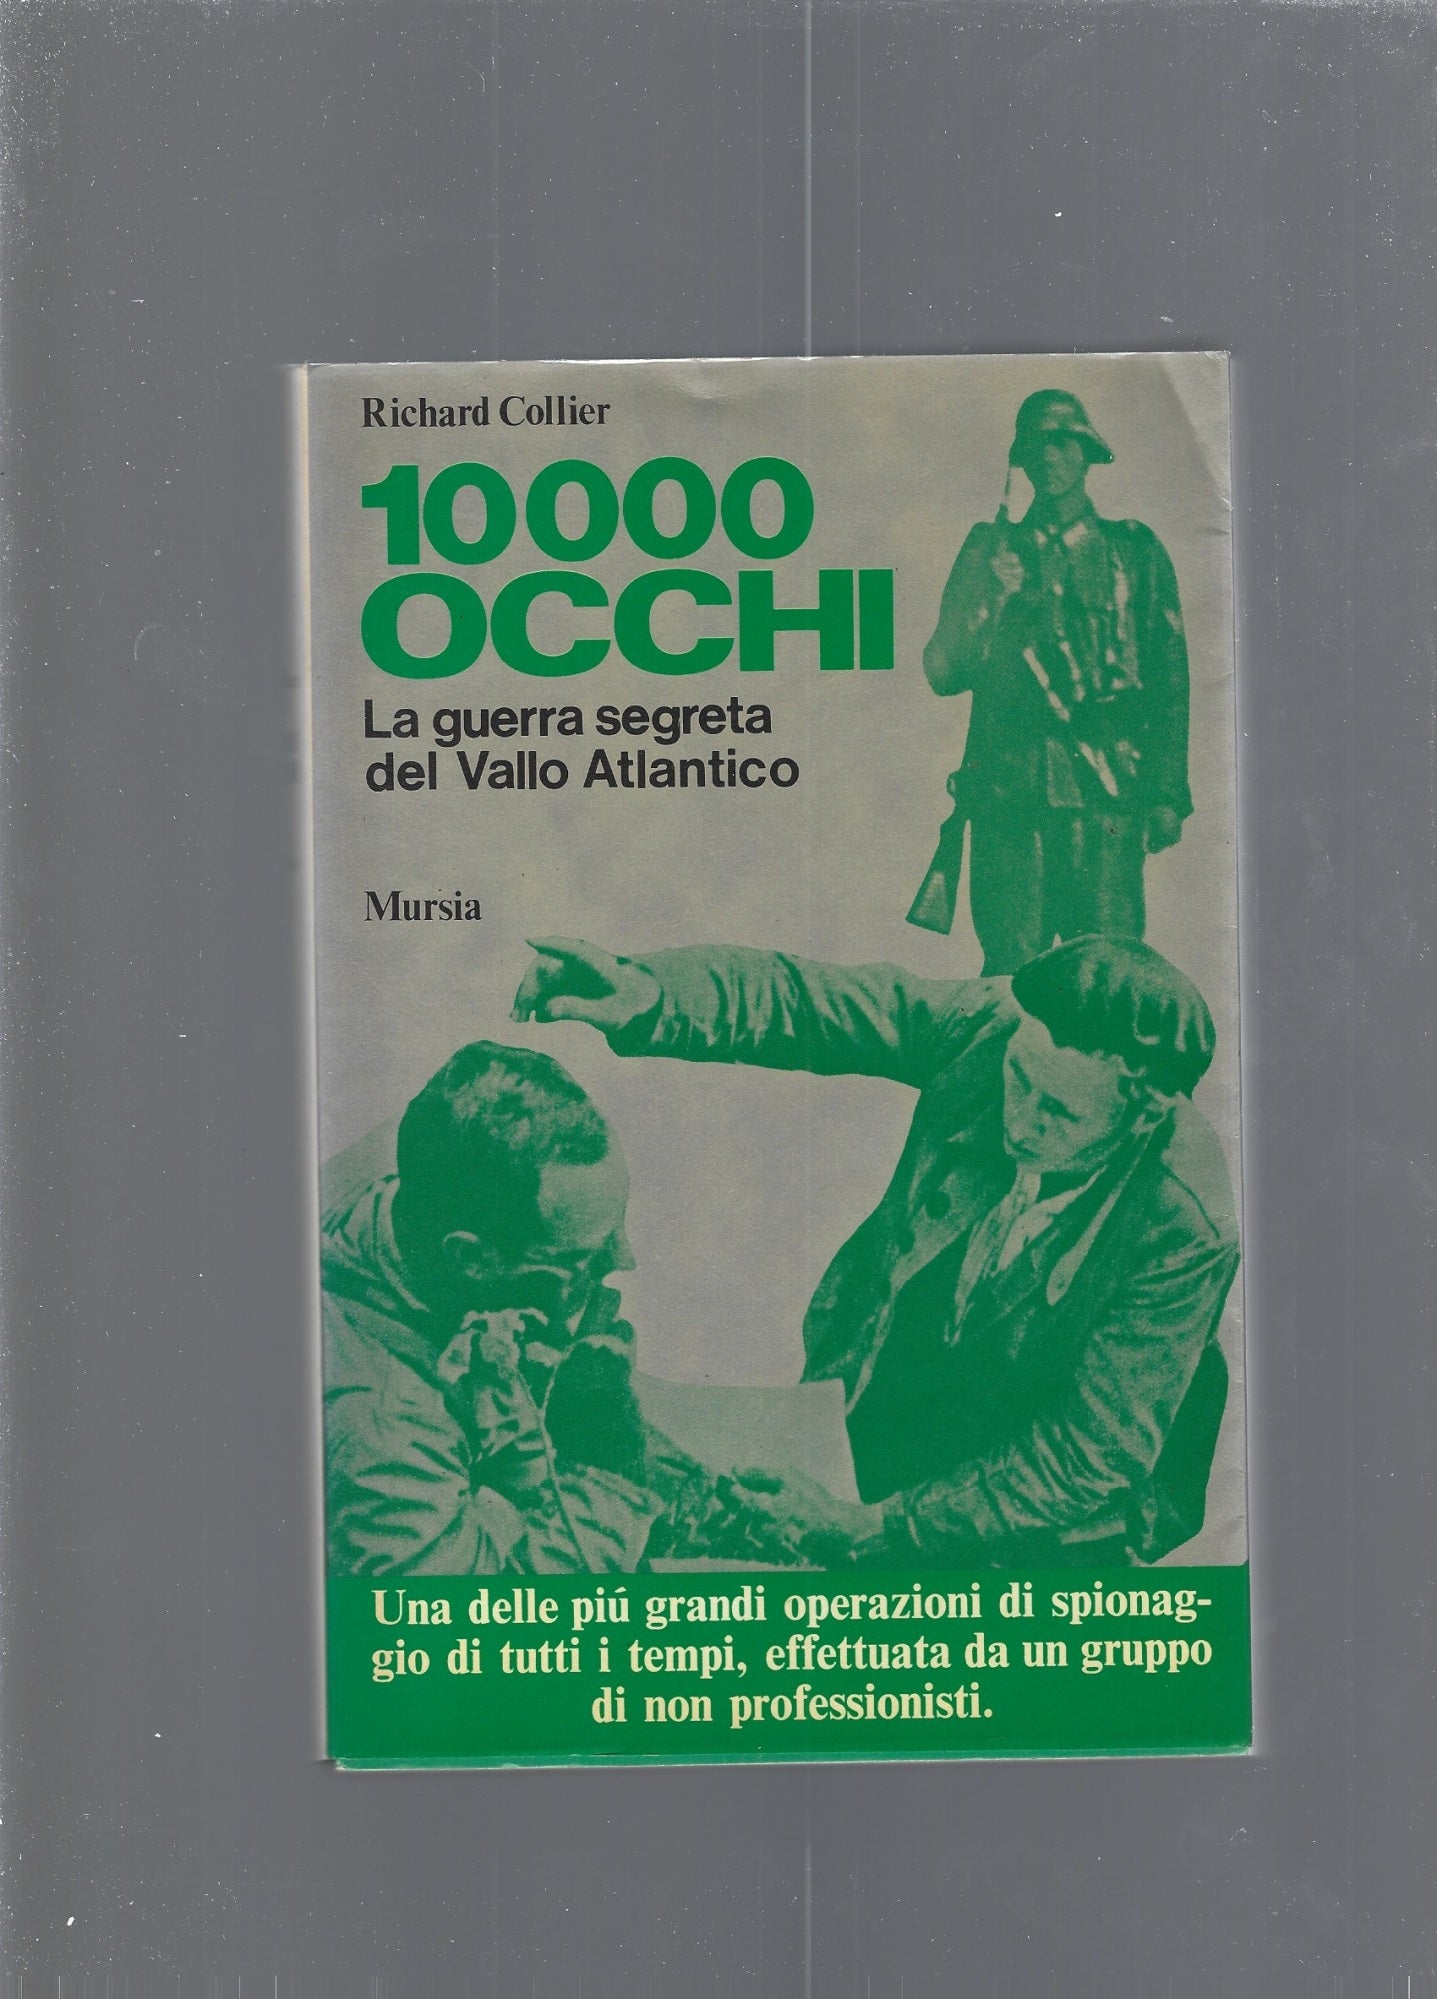 Richard Collier
10000
OCCHI
La guerra segreta
del Vallo Atlantico
Mursia
Una delle piú grandi operazioni di spionag-
gio di tutti i tempi, effettuata da un gruppo
di non professionisti.